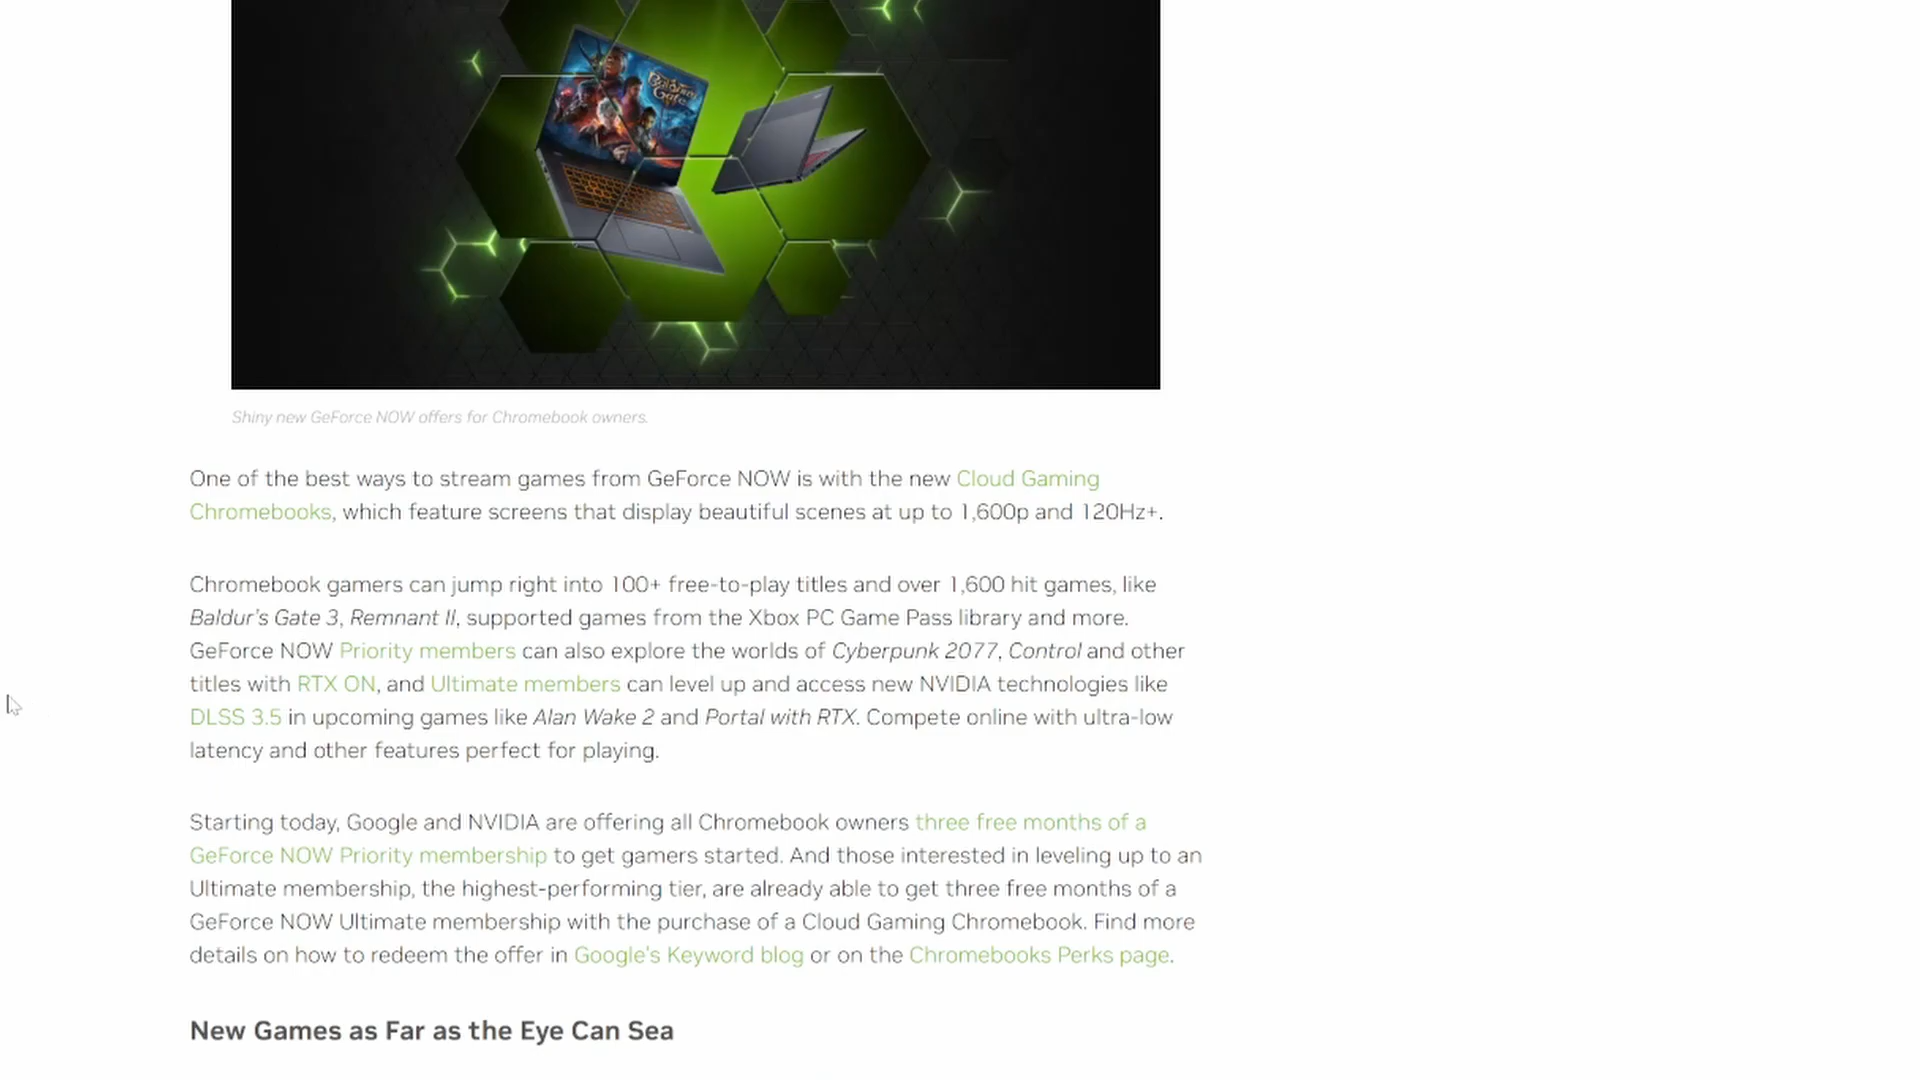 Baldur's Gate
Shiny new GeForce NOW offers for Chromebook owners.
One of the best ways to stream games from GeForce NOW is with the new Cloud Gaming
Chromebooks, which feature screens that display beautiful scenes at up to 1,600p and 120Hz+.
Chromebook gamers can jump right into 100+ free-to-play titles and over 1,600 hit games, like
Baldur's Gate 3, Remnant II, supported games from the Xbox PC Game Pass library and more.
GeForce NOW Priority members can also explore the worlds of Cyberpunk 2077, Control and other
titles with RTX ON, and Ultimate members can level up and access new NVIDIA technologies like
DLSS 3.5 in upcoming games like Alan Wake 2 and Portal with RTX. Compete online with ultra-low
latency and other features perfect for playing.
Starting today, Google and NVIDIA are offering all Chromebook owners three free months of a
GeForce NOW Priority membership to get gamers started. And those interested in leveling up to an
Ultimate membership, the highest-performing tier, are already able to get three free months of a
GeForce NOW Ultimate membership with the purchase of a Cloud Gaming Chromebook. Find more
details on how to redeem the offer in Google's Keyword blog or on the Chromebooks Perks page.
New Games as Far as the Eye Can Sea